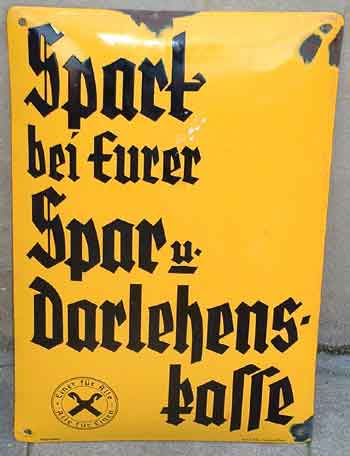 Spart
bei Eurer
Spar u.
Darlehens-
kasse
Einer für Alle
Alle für Einen